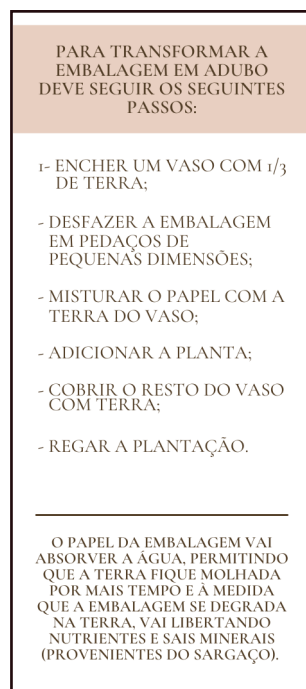 PARA TRANSFORMAR A
EMBALAGEM EM ADUBO
DEVE SEGUIR OS SEGUINTES
PASSOS:
1- ENCHER UM VASO COM 1/3
DE TERRA;
- DESFAZER A EMBALAGEM
EM PEDAÇOS DE
PEQUENAS DIMENSÕES;
- MISTURAR O PAPEL COM A
TERRA DO VASO;
- ADICIONAR A PLANTA;
- COBRIR O RESTO DO VASO
COM TERRA;
- REGAR A PLANTAÇÃO.
O PAPEL DA EMBALAGEM VAI
ABSORVER A ÁGUA, PERMITINDO
QUE A TERRA FIQUE MOLHADA
POR MAIS TEMPO E À MEDIDA
QUE A EMBALAGEM SE DEGRADA
NA TERRA, VAI LIBERTANDO
NUTRIENTES E SAIS MINERAIS
(PROVENIENTES DO SARGAÇO).